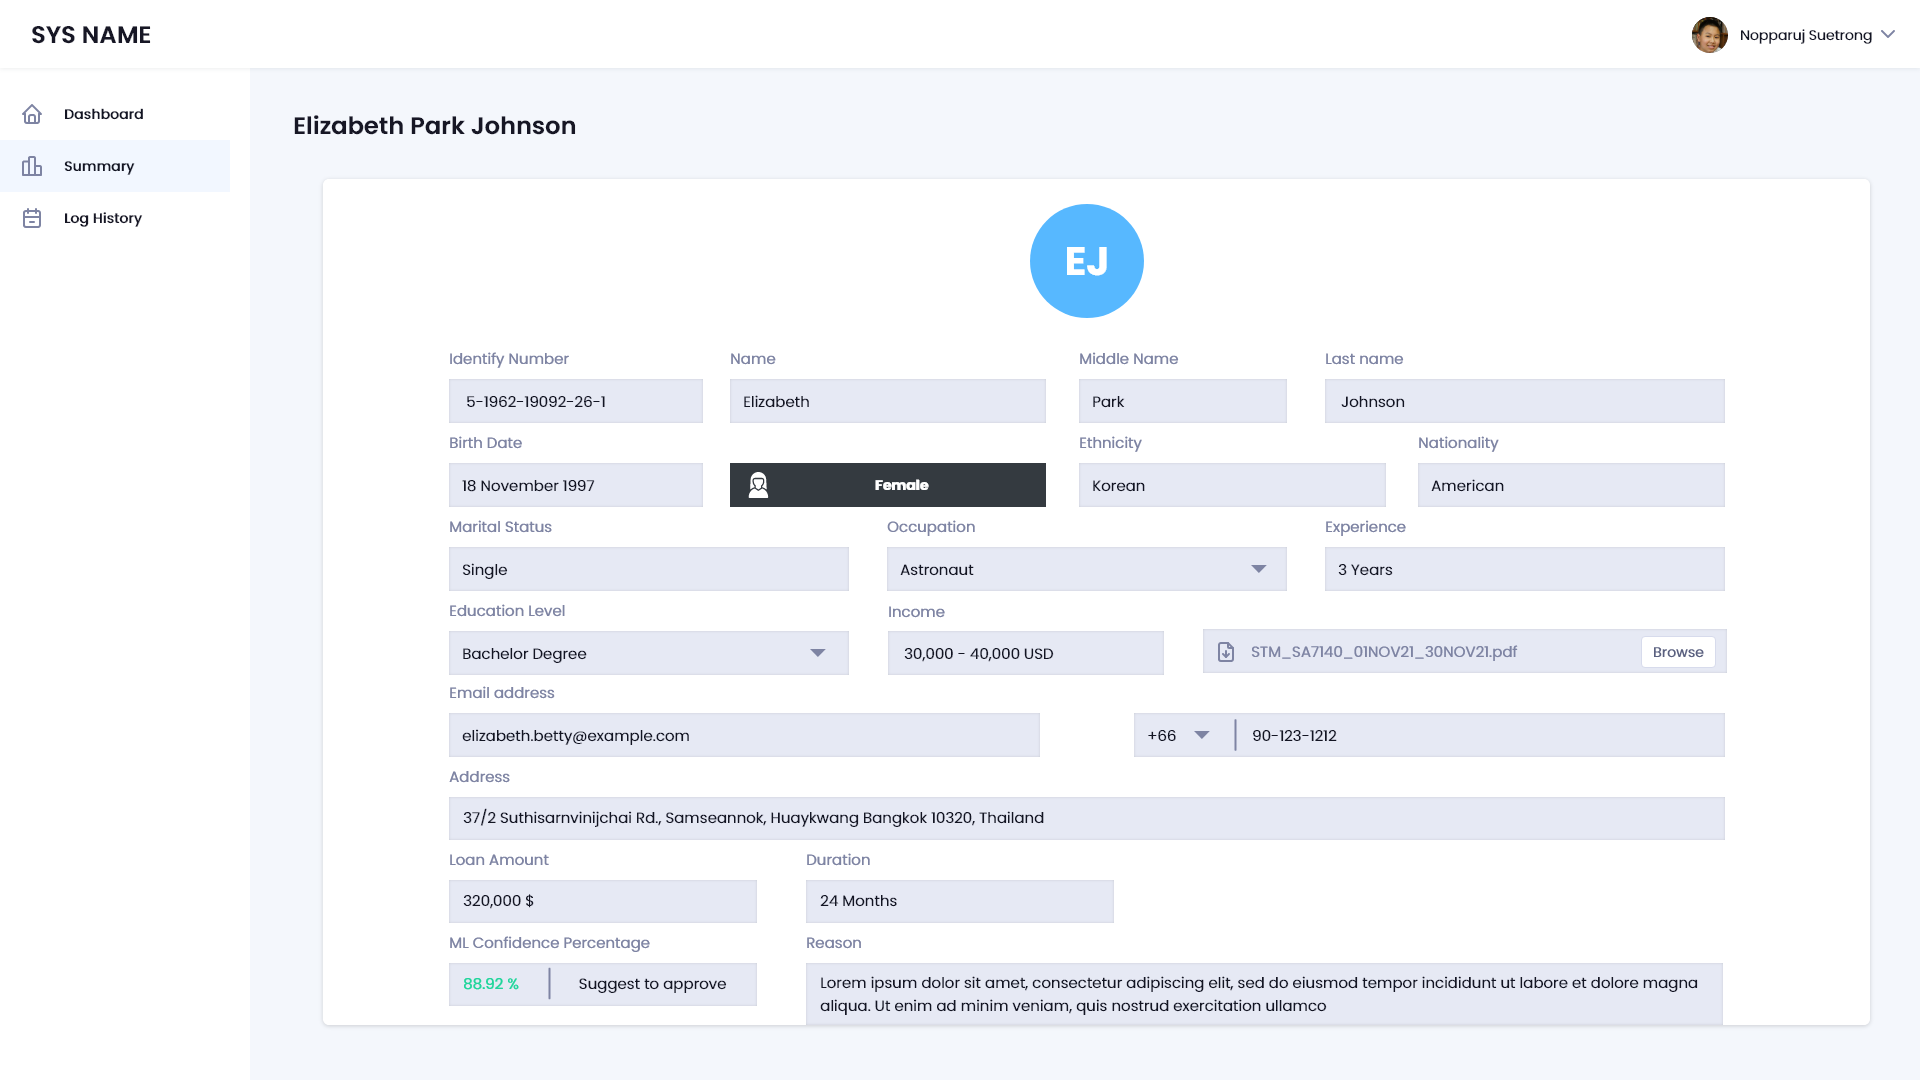 SYS NAME
Nopparuj Suetrong
Dashboard
Summary
Log History
Elizabeth Park Johnson
EJ
Identify Number Name Middle Name Last name
5-1962-19092-26-1 Elizabeth Park Johnson
Birth Date Ethnicity Nationality
18 November 1997 Female Korean American
Marital Status Occupation Experience
Single Astronaut 3 Years
Education Level Income
Bachelor Degree 30,000 - 40,000 USD STM_SA7140_01NOV21_30NOV21.pdf Browse
Email address
elizabeth.betty@example.com +66 90-123-1212
Address
37/2 Suthisarnvinijchai Rd., Samseannok, Huaykwang Bangkok 10320, Thailand
Loan Amount Duration
320,000 $ 24 Months
ML Confidence Percentage Reason
88.92 % Suggest to approve
Lorem ipsum dolor sit amet, consectetur adipiscing elit, sed do eiusmod tempor incididunt ut labore et dolore magna
aliqua. Ut enim ad minim veniam, quis nostrud exercitation ullamco